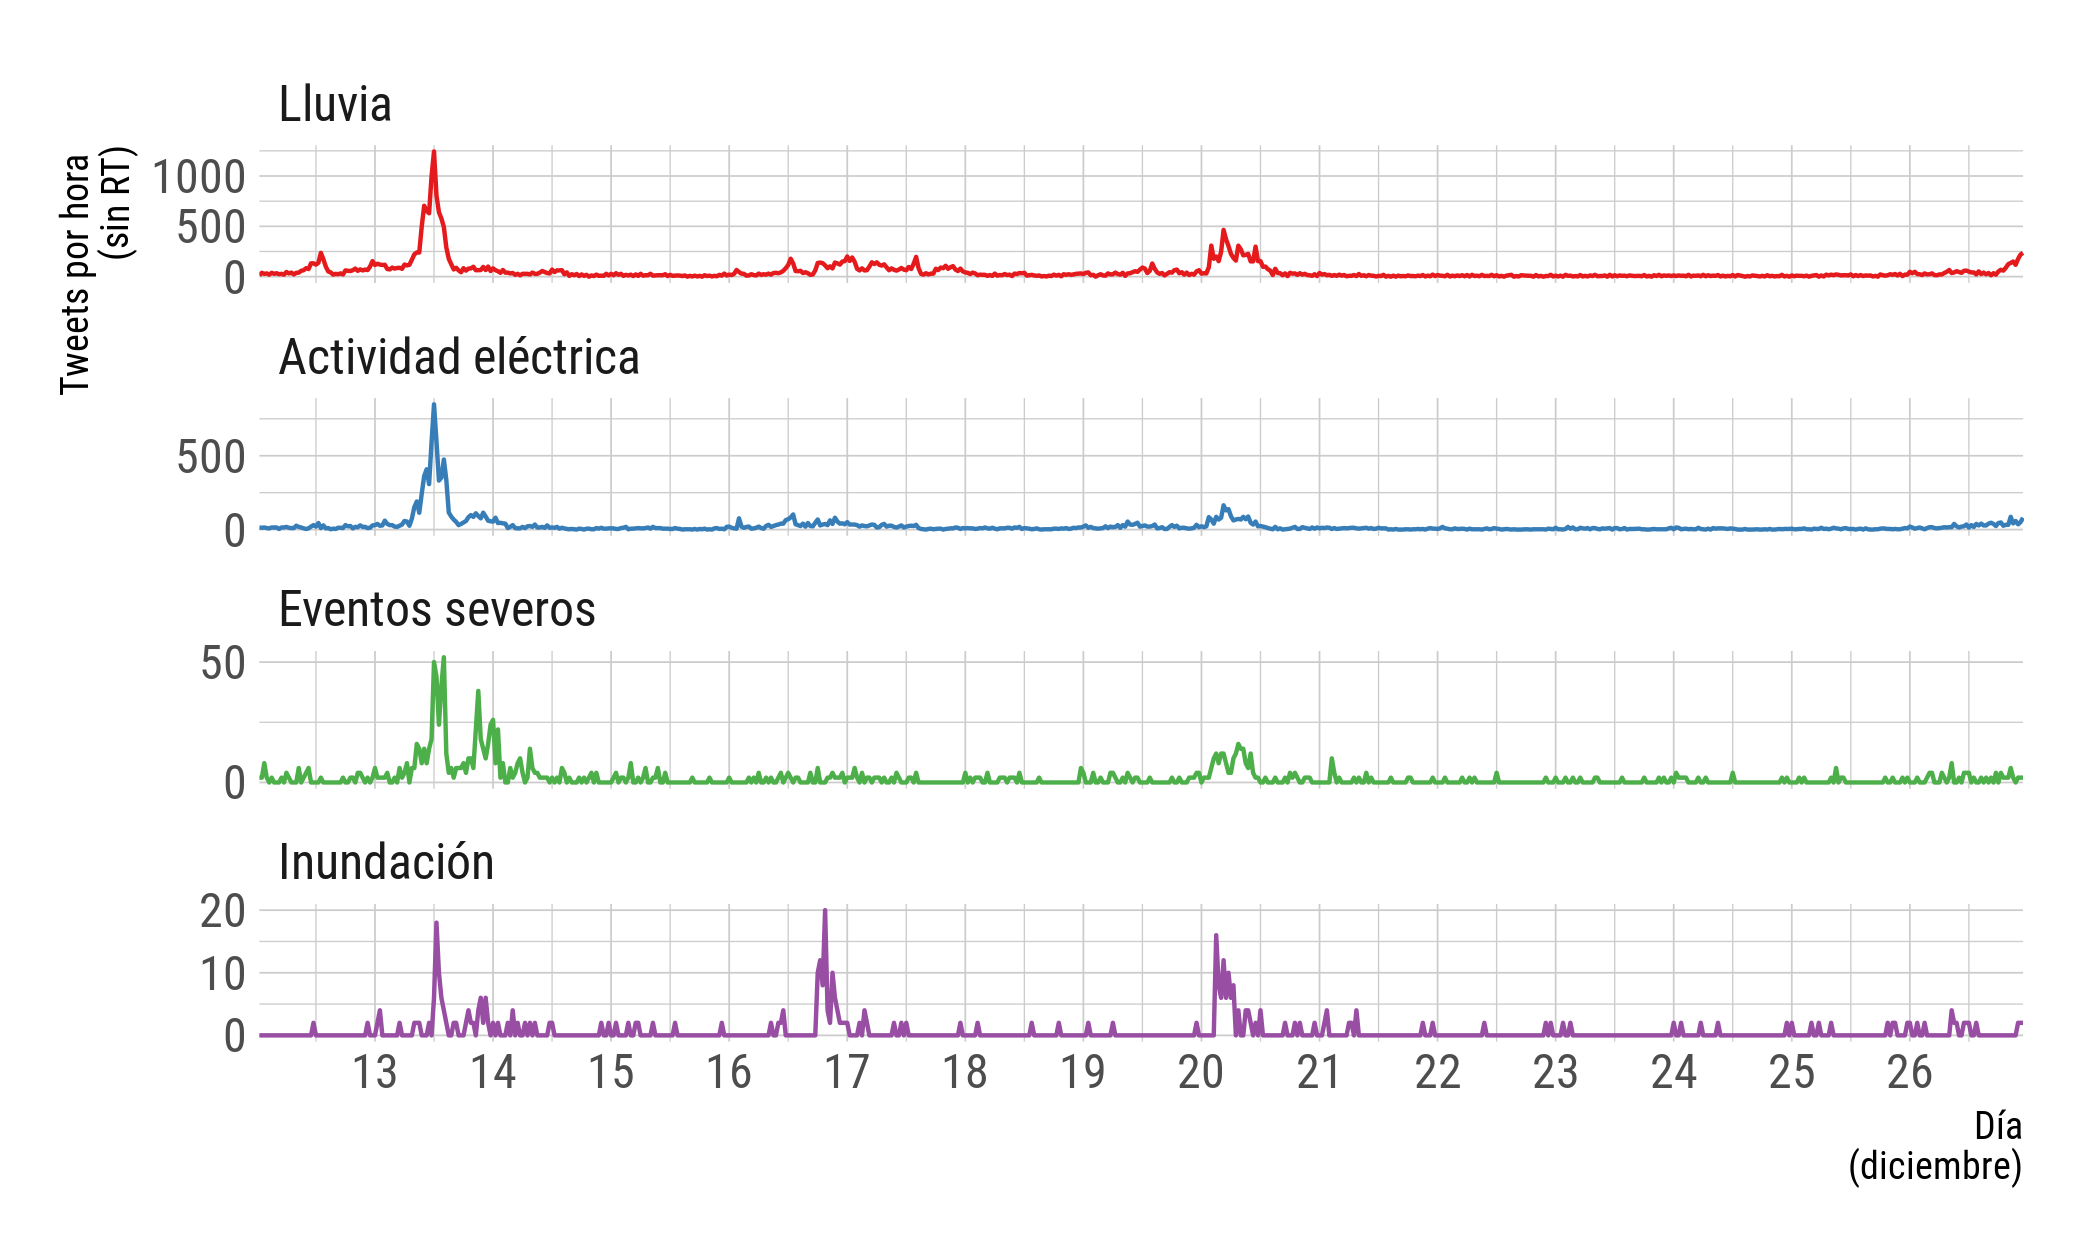 Lluvia
Tweets por hora
(sin RT)
1000
500
0
Actividad eléctrica
500
0
Eventos severos
50
0
Inundación
20
10
0
13 14 15 16 17 18 19 20 21 22 23 24 25 26
Día
(diciembre)